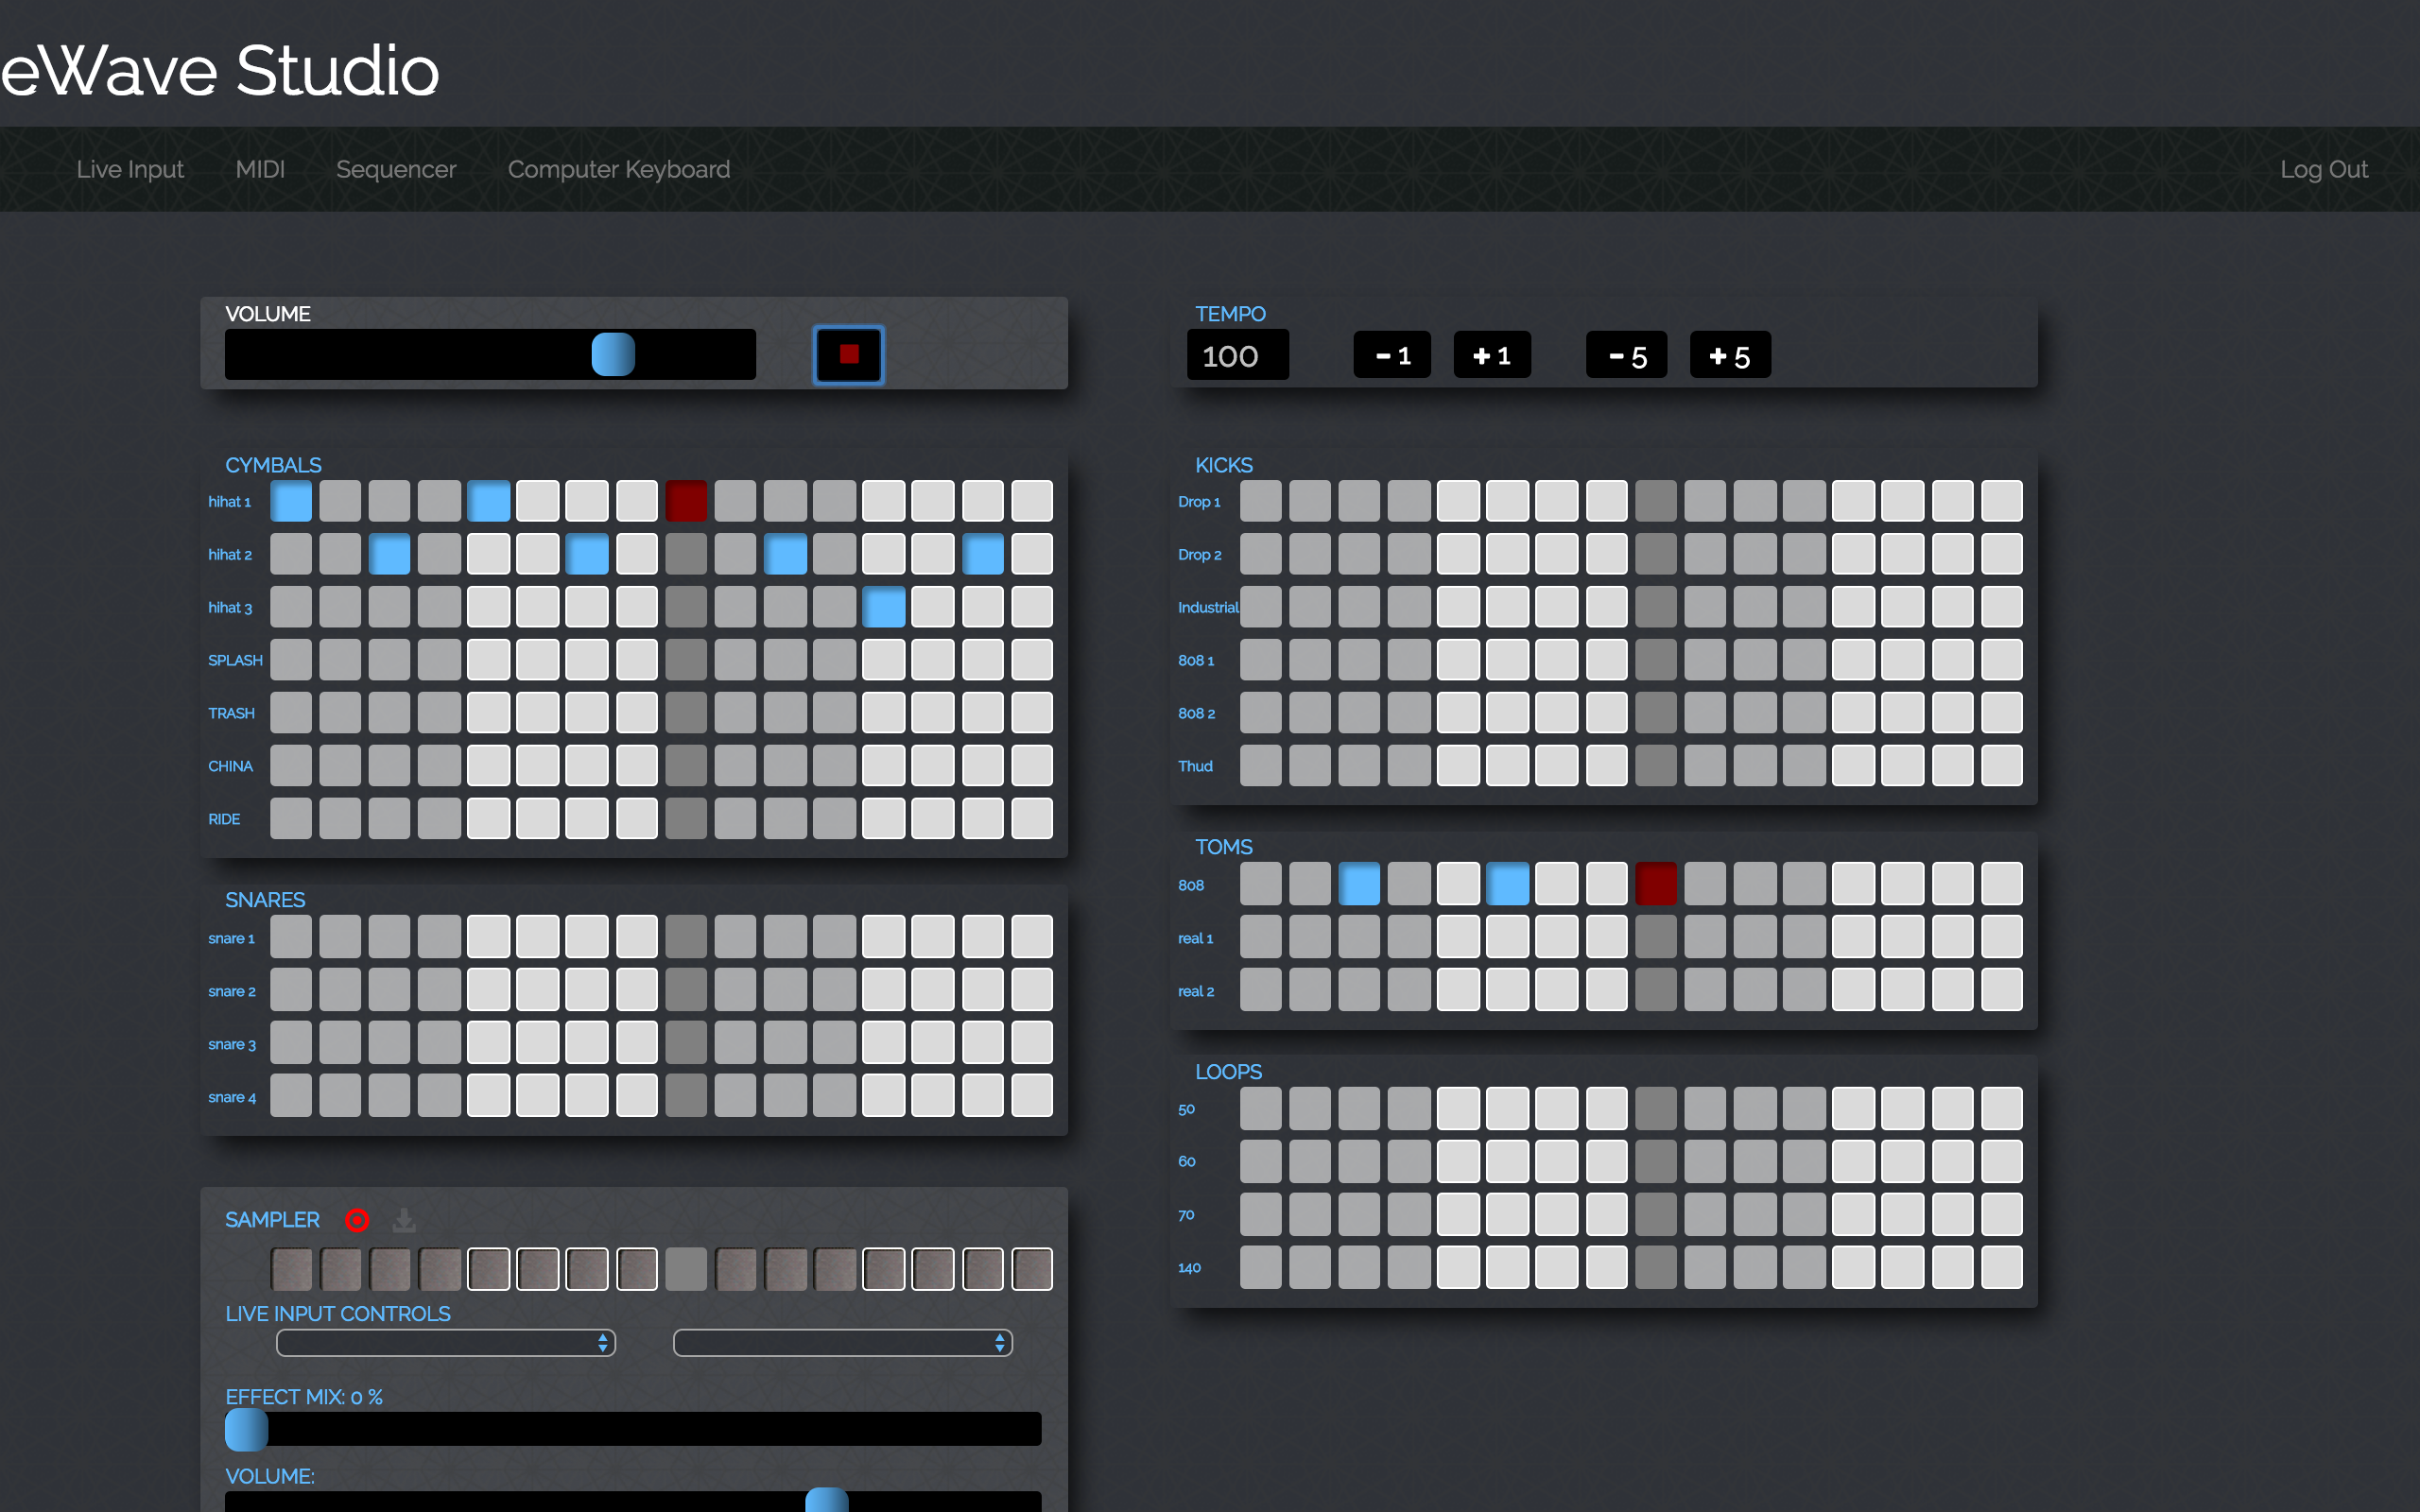 eWave Studio
Live Input MIDI Sequencer Computer Keyboard Log Out
VOLUME
TEMPO
100 - 1 + 1 - 5 + 5
CYMBALS
hihat 1
hihat 2
hihat 3
SPLASH
TRASH
CHINA
RIDE
SNARES
snare 1
snare 2
snare 3
snare 4
SAMPLER
LIVE INPUT CONTROLS
EFFECT MIX: 0 %
VOLUME:
KICKS
Drop 1
Drop 2
Industrial
808 1
808 2
Thud
TOMS
808
real 1
real 2
LOOPS
50
60
70
140